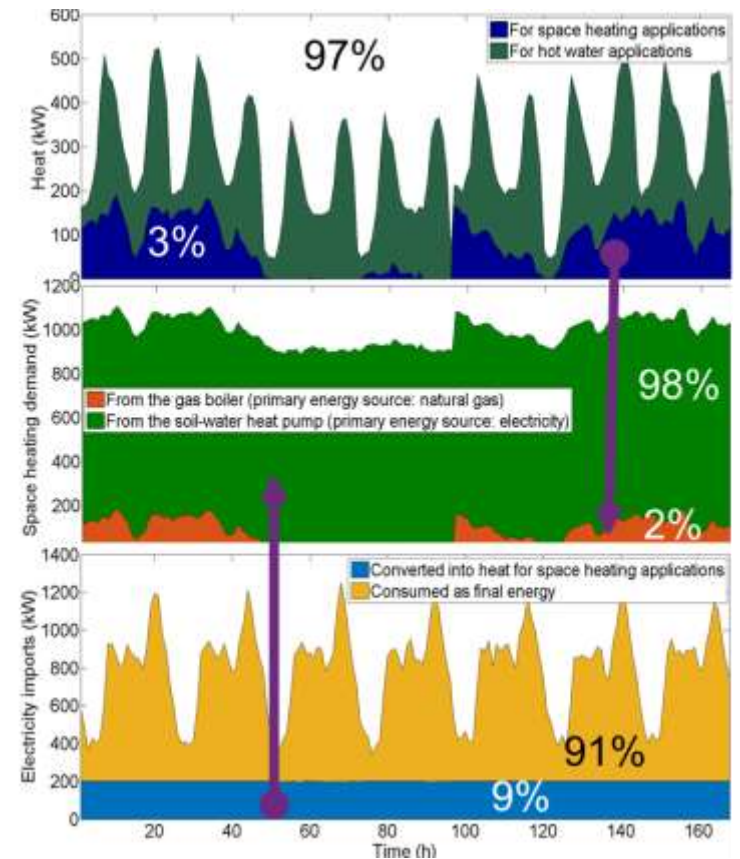 600
500
400
300
200
100
0
Heat (kW)
For space heating applications
For hot water applications
97%
3%
1200
1000
800
600
400
200
Space heating demand (kW)
From the gas boiler (primary energy source: natural gas)
From the soil-water heat pump (primary energy source: electricity)
98%
2%
1400
1200
1000
800
600
400
200
0
Electricity imports (kW)
Converted into heat for space heating applications
Consumed as final energy
91%
9%
20 40 60 80 100 120 140 160
Time (h)